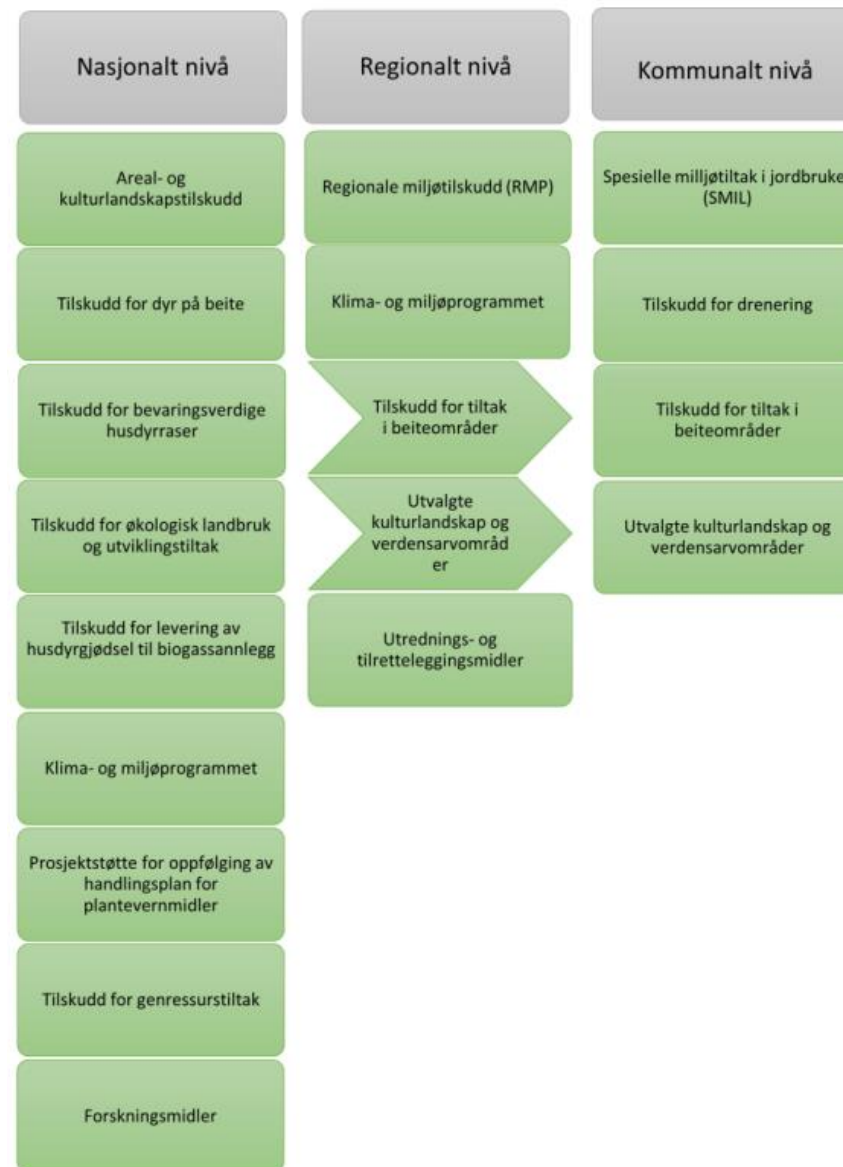 Nasjonalt nivå
Areal- og
kulturlandskapstilskudd
Tilskudd for dyr på beite
Tilskudd for bevaringsverdige
husdyrraser
Tilskudd for økologisk landbruk
og utviklingstiltak
Tilskudd for levering av
husdyrgjødsel til biogassannlegg
Klima- og miljøprogrammet
Prosjektstøtte for oppfølging av
handlingsplan for
plantevernmidler
Tilskudd for genressurstiltak
Forskningsmidler
Regionalt nivå
Regionale miljøtilskudd (RMP)
Klima- og miljøprogrammet
Tilskudd for tiltak
i beiteområder
Utvalgte
kulturlandskap og
verdensarvområd
er
Utrednings- og
tilretteleggingsmidler
Kommunalt nivå
Spesielle milljøtiltak i jordbruke
(SMIL)
Tilskudd for drenering
Tilskudd for tiltak i
beiteområder
Utvalgte kulturlandskap og
verdensarvområder